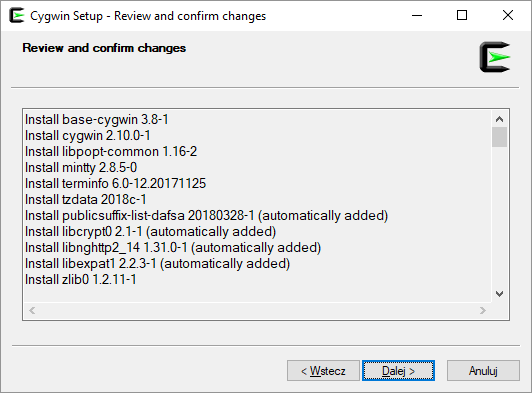 Cygwin Setup - Review and confirm changes
Review and confirm changes
Install base-cygwin 3.8-1
Install cygwin 2.10.0-1
Install libpopt-common 1.16-2
Install mintty 2.8.5-0
Install terminfo 6.0-12.20171125
Install tzdata 2018c-1
Install publicsuffix-list-dafsa 20180328-1 (automatically added)
Install libcrypt0 2.1-1 (automatically added)
Install libnghttp2_14 1.31.0-1 (automatically added)
Install libexpat1 2.2.3-1 (automatically added)
Install zlib0 1.2.11-1
< Wstecz
Dalej >
Anuluj